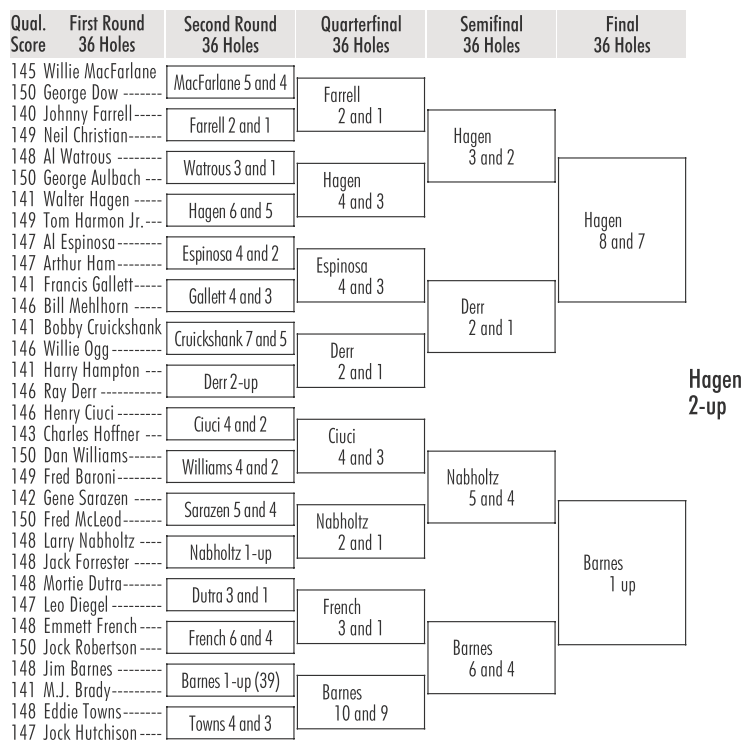 Qual. First Round Second Round Quarterfinal Semifinal Final
Score 36 Holes 36 Holes 36 Holes 36 Holes 36 Holes
145 Willie MacFarlane
150 George Dow -------
140 Johnny Farrell-----
149 Neil Christian------
148 Al Watrous --------
150 George Aulbach ---
141 Walter Hagen -----
149 Tom Harmon Jr.---
147 Al Espinosa--------
147 Arthur Ham--------
141 Francis Gallett-----
146 Bill Mehlhorn -----
141 Bobby Cruickshank
146 Willie Ogg---------
141 Harry Hampton ---
146 Ray Derr -----------
146 Henry Ciuci --------
143 Charles Hoffner ---
150 Dan Williams------
149 Fred Baroni--------
142 Gene Sarazen -----
150 Fred McLeod-------
148 Larry Nabholtz ----
148 Jack Forrester -----
148 Mortie Dutra-------
147 Leo Diegel ---------
148 Emmett French----
150 Jock Robertson----
148 Jim Barnes --------
141 M.J. Brady---------
148 Eddie Towns------
147 Jock Hutchison----
MacFarlane 5 and 4
Farrell 2 and 1
Watrous 3 and 1
Hagen 6 and 5
Espinosa 4 and 2
Gallett 4 and 3
Cruickshank 7 and 5
Derr 2-up
Ciuci 4 and 2
Williams 4 and 2
Sarazen 5 and 4
Nabholtz 1-up
Dutra 3 and 1
French 6 and 4
Barnes 1-up (39)
Towns 4 and 3
Farrell
2 and 1
Hagen
4 and 3
Espinosa
4 and 3
Derr
2 and 1
Ciuci
4 and 3
Nabholtz
2 and 1
French
3 and 1
Barnes
10 and 9
Hagen
3 and 2
Derr
2 and 1
Nabholtz
5 and 4
Barnes
6 and 4
Hagen
8 and 7
Barnes
1 up
Hagen
2-up